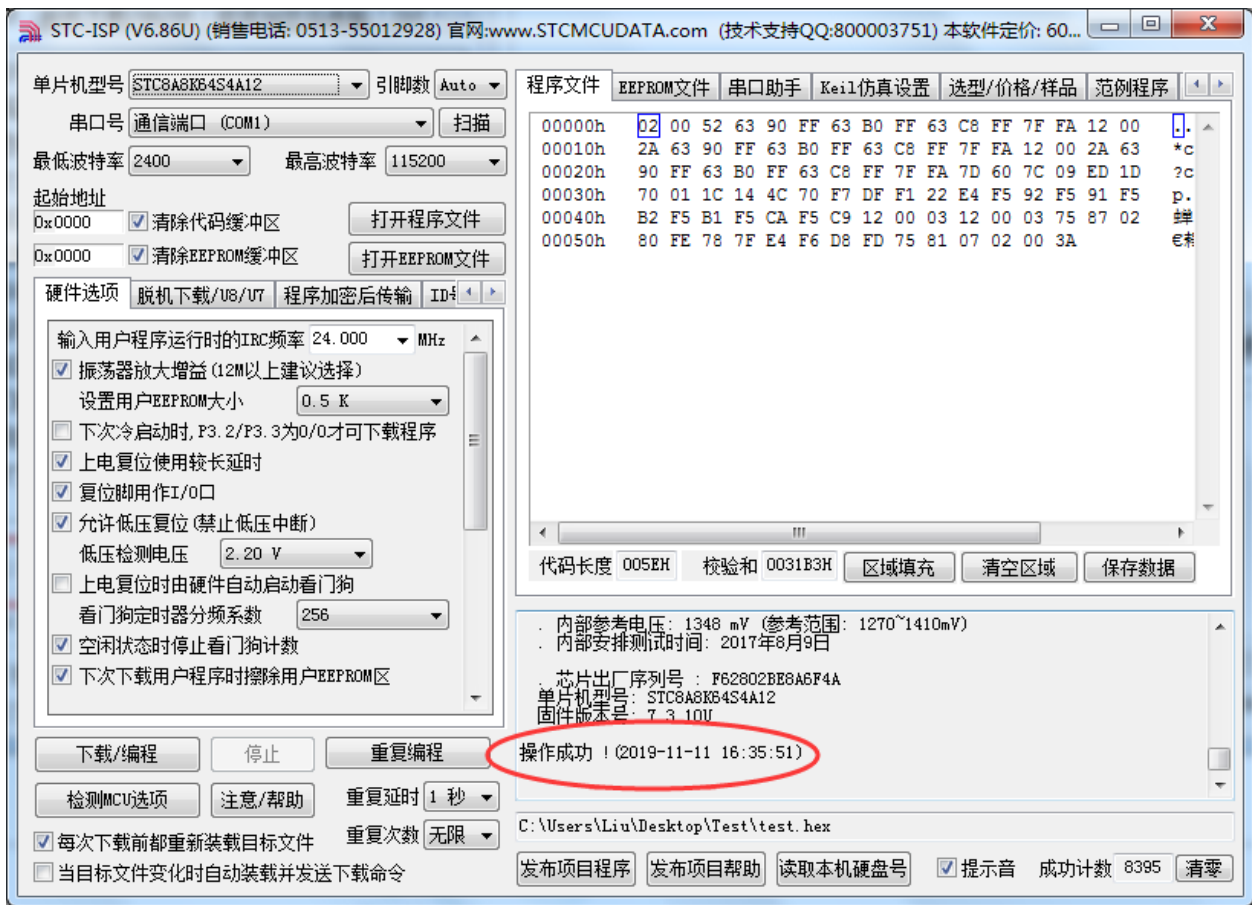 STC-ISP (V6.86U) (销售电话: 0513-55012928) 官网:www.STCMCUDATA.com (技术支持QQ:800003751) 本软件定价: 60...
单片机型号 STC8A8K64S4A12 引脚数 Auto
串口号 通信端口 (COM1) 扫描
最低波特率 2400 最高波特率 115200
起始地址
0x0000 清除代码缓冲区 打开程序文件
0x0000 清除EEPROM缓冲区 打开EEPROM文件
硬件选项 脱机下载/U8/U7 程序加密后传输
输入用户程序运行时的IRC频率 24.000 MHz
振荡器放大增益(12M以上建议选择)
设置用户EEPROM大小 0.5 K
下次冷启动时,P3.2/P3.3为0/0才可下载程序
上电复位使用较长延时
复位脚用作I/O口
允许低压复位(禁止低压中断)
低压检测电压 2.20 V
上电复位时由硬件自动启动看门狗
看门狗定时器分频系数 256
空闲状态时停止看门狗计数
下次下载用户程序时擦除用户EEPROM区
下载/编程 停止 重复编程
检测MCU选项 注意/帮助 重复延时 1 秒
每次下载前都重新装载目标文件 重复次数 无限
当目标文件变化时自动装载并发送下载命令
程序文件 EEPROM文件 串口助手 Keil仿真设置 选型/价格/样品 范例程序
00000h 02 00 52 63 90 FF 63 B0 FF 63 C8 FF 7F FA 12 00 ..
00010h 2A 63 90 FF 63 B0 FF 63 C8 FF 7F FA 12 00 2A 63 *c
00020h 90 FF 63 B0 FF 63 C8 FF 7F FA 7D 60 7C 09 ED 1D ?c
00030h 70 01 1C 14 4C 70 F7 DF F1 22 E4 F5 92 F5 91 F5 p.
00040h B2 F5 B1 F5 CA F5 C9 12 00 03 12 00 03 75 87 02
00050h 80 FE 78 7F E4 F6 D8 FD 75 81 07 02 00 3A
代码长度 005EH 校验和 0031B3H 区域填充 清空区域 保存数据
. 内部参考电压: 1348 mV (参考范围: 1270~1410mV)
. 内部安排测试时间: 2017年8月9日
. 芯片出厂序列号 : F62802BE8A6F4A
单片机型号: STC8A8K64S4A12
固件版本号: 7.3.10U
操作成功 !(2019-11-11 16:35:51)
C:\Users\Liu\Desktop\Test\test.hex
发布项目程序 发布项目帮助 读取本机硬盘号 提示音 成功计数 8395 清零